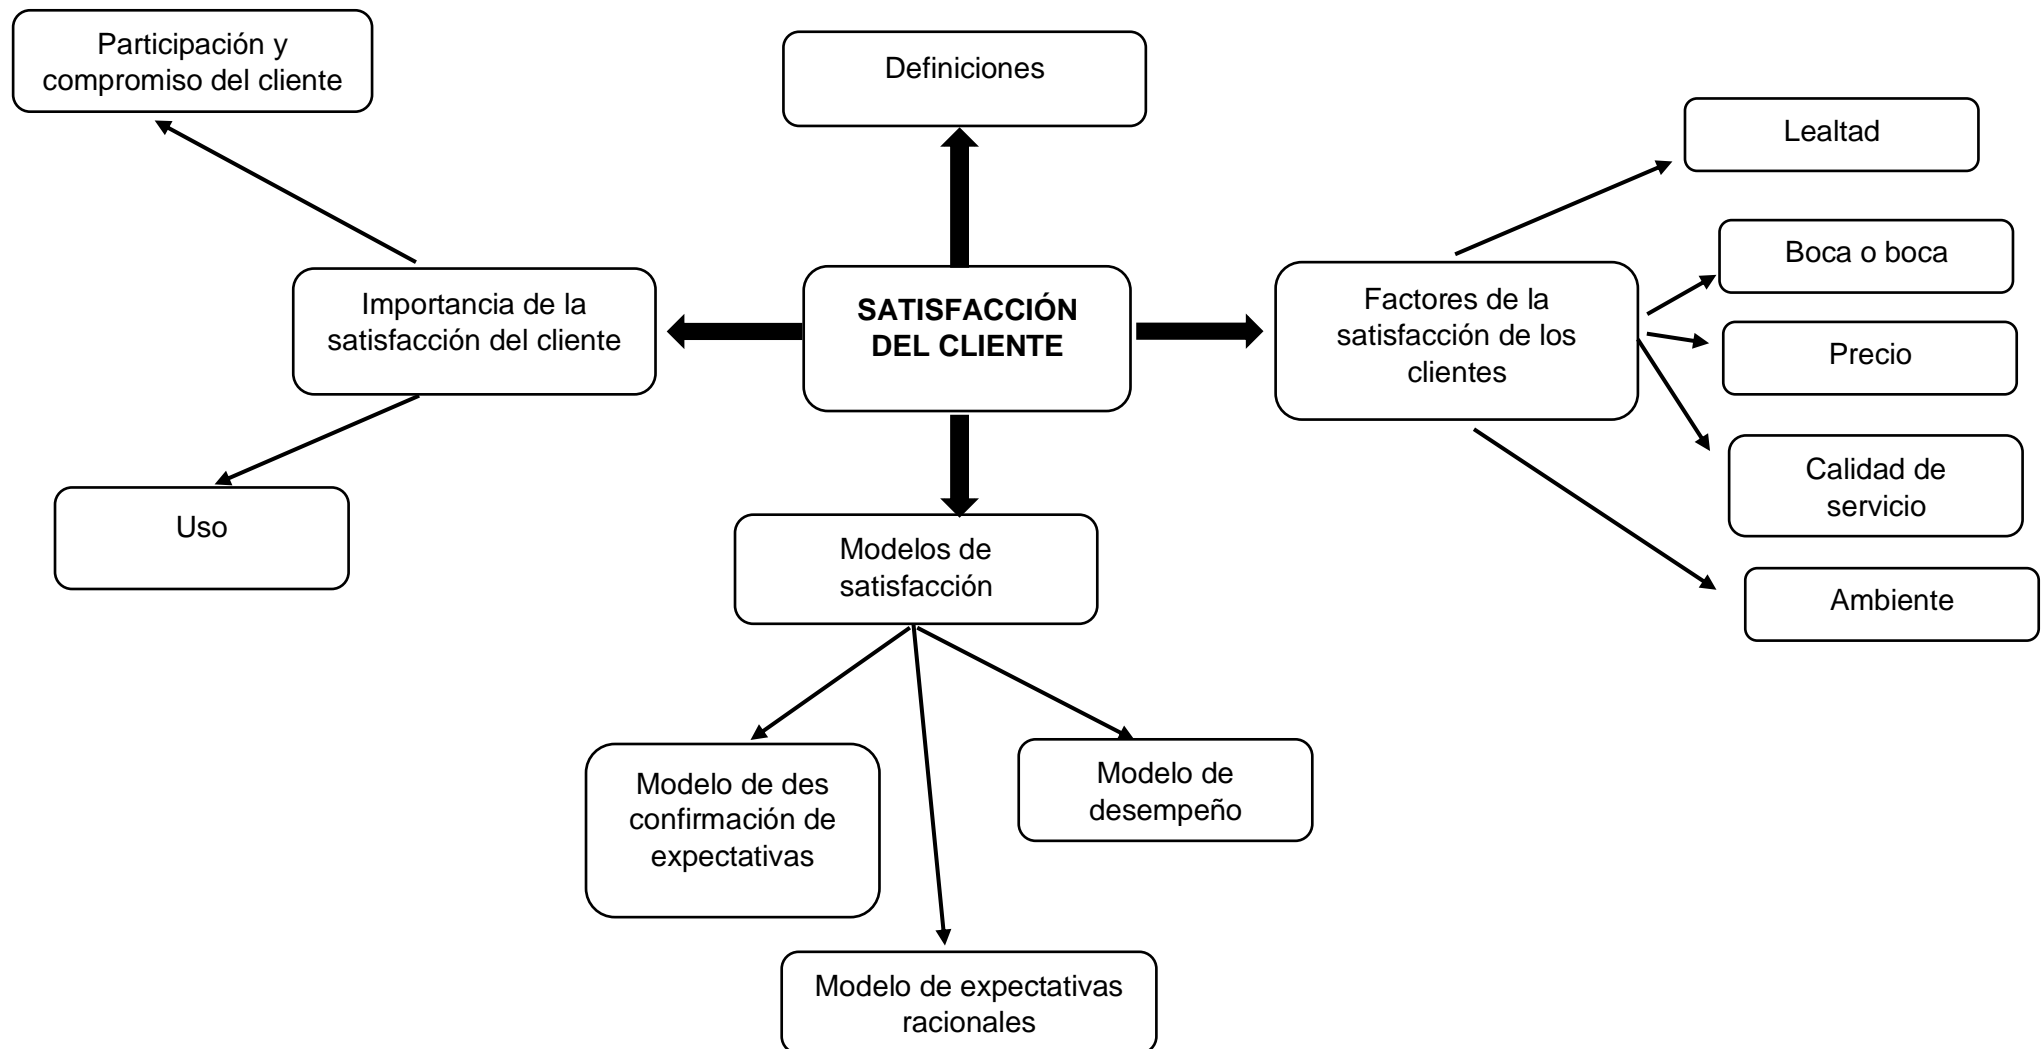 Participación y
compromiso del cliente
Definiciones
Lealtad
Boca o boca
Importancia de la
satisfacción del cliente
SATISFACCIÓN
DEL CLIENTE
Factores de la
satisfacción de los
clientes
Precio
Calidad de
servicio
Uso
Modelos de
satisfacción
Ambiente
Modelo de des
confirmación de
expectativas
Modelo de
desempeño
Modelo de expectativas
racionales